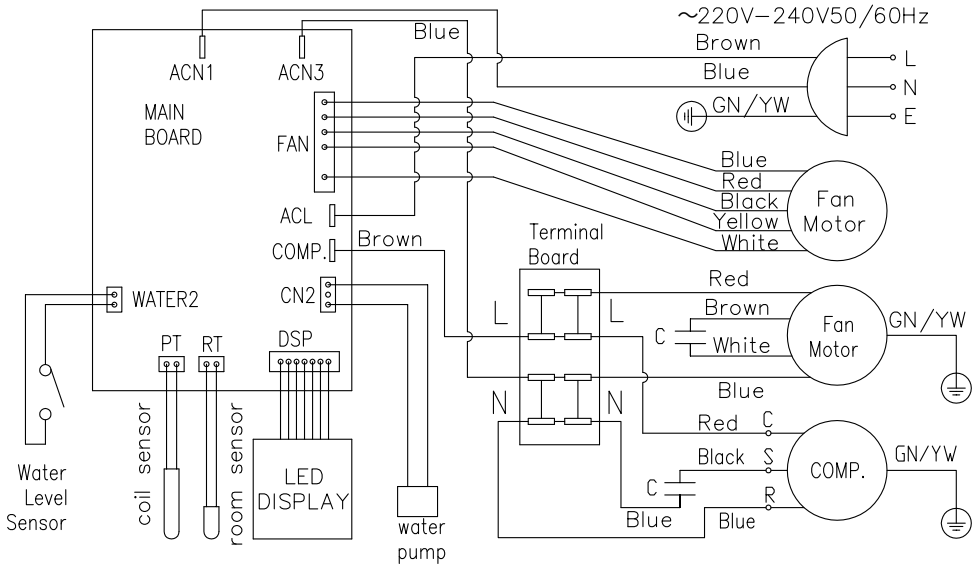 ~220V-240V50/60Hz
Blue
Brown
L
ACN1
ACN3
Blue
N
MAIN
BOARD
GN/YW
E
FAN
Blue
Red
Black
Yellow
White
Fan
Motor
ACL
COMP.
Brown
Terminal
Board
WATER2
CN2
Red
L
L
Brown
C
White
Fan
Motor
GN/YW
PT
RT
DSP
Blue
N
N
Red
C
coil sensor
room sensor
Black
S
COMP.
GN/YW
C
Blue
Blue
R
LED
DISPLAY
Water
Level
Sensor
water
pump